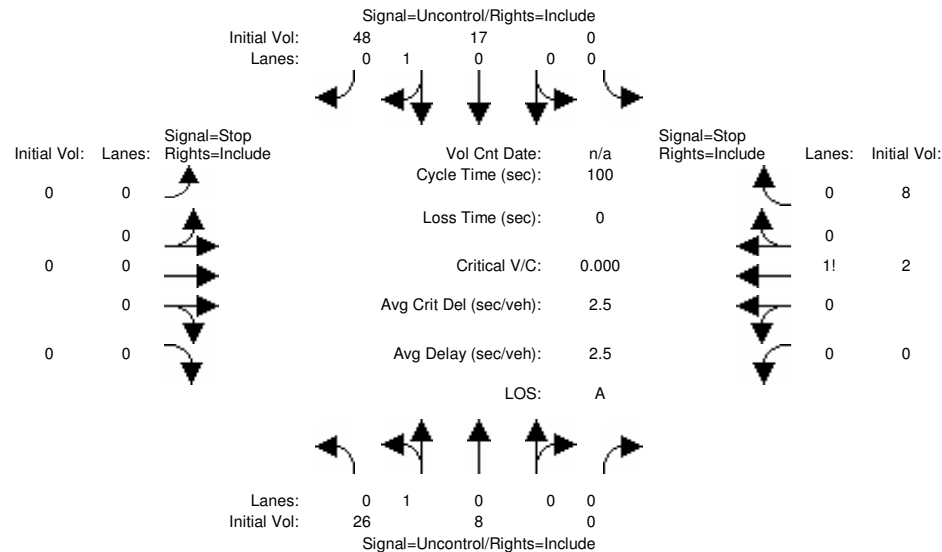 Signal=Uncontrol/Rights=Include
Initial Vol: 48 17 0
Lanes: 0 1 0 0 0
Signal=Stop
Initial Vol: Lanes: Rights=Include
Vol Cnt Date: n/a
Signal=Stop
Rights=Include Lanes: Initial Vol:
Cycle Time (sec): 100
0 0
0 8
Loss Time (sec): 0
0
0
0 0
Critical V/C: 0.000
1! 2
0
Avg Crit Del (sec/veh): 2.5
0
0 0
Avg Delay (sec/veh): 2.5
0 0
LOS: A
Lanes: 0 1 0 0 0
Initial Vol: 26 8 0
Signal=Uncontrol/Rights=Include